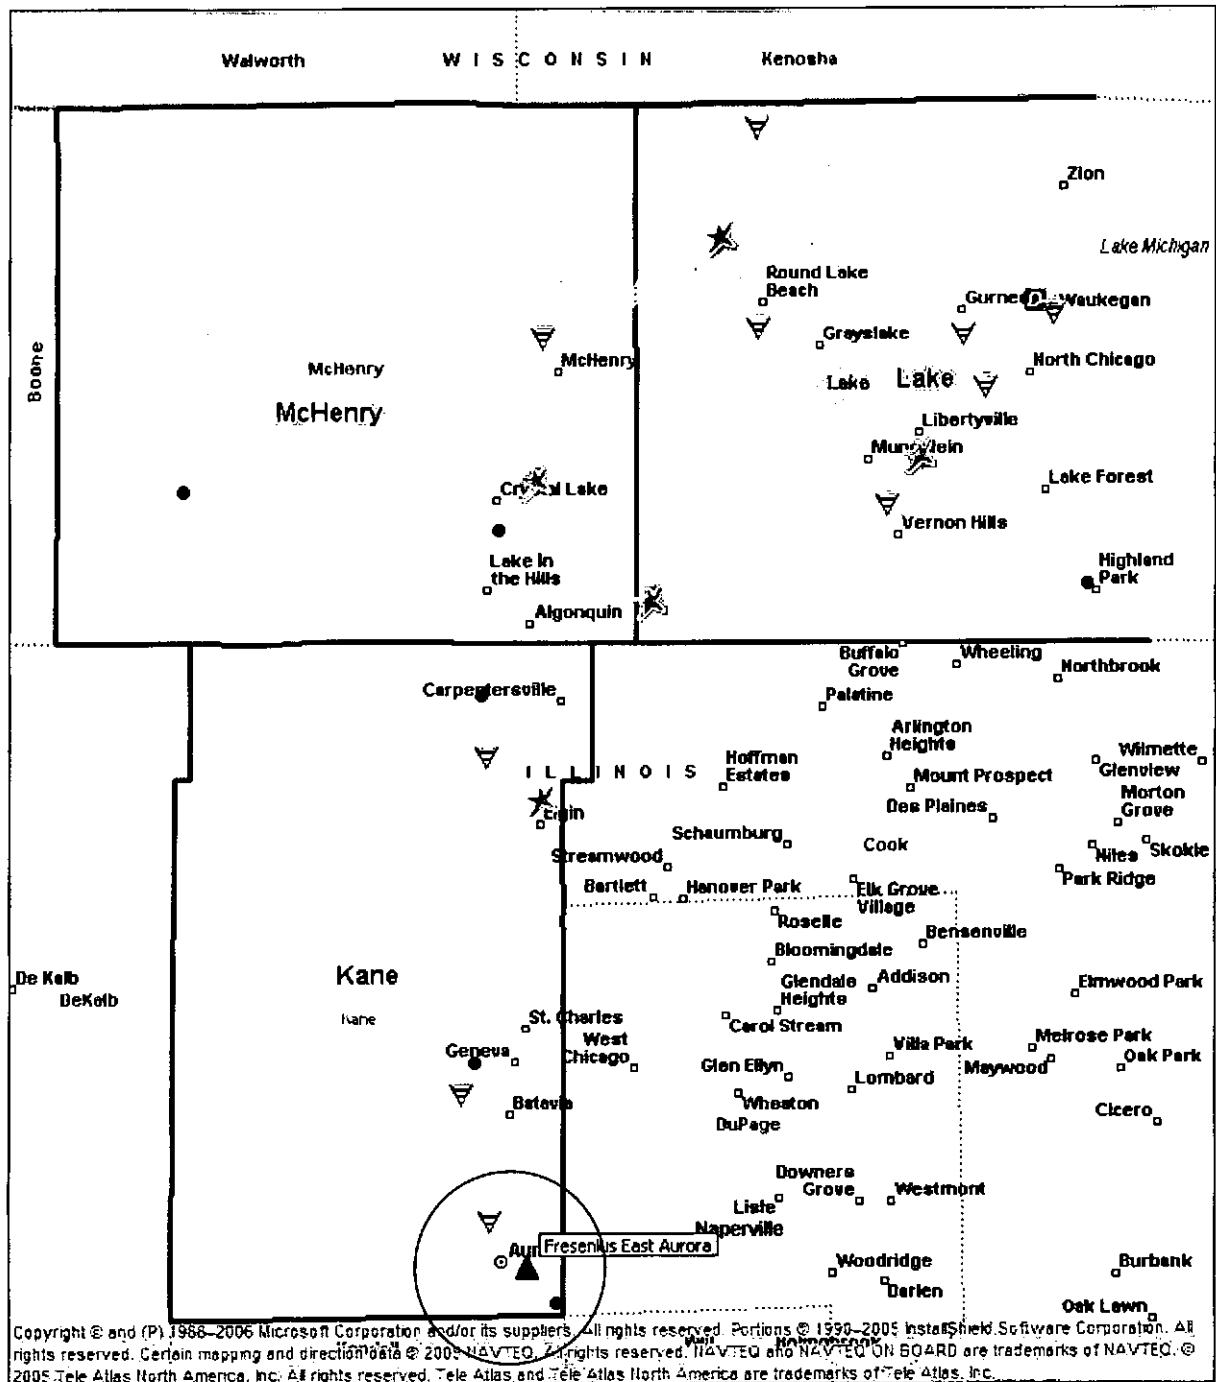 Walworth
WISCONSIN
Kenosha
Zion
Lake Michigan
Round Lake
Beach
Waukegan
Grayslake
McHenry
North Chicago
Boone
McHenry
Lake
Lake
McHenry
Libertyville
Lake Forest
Lake
Vernon Hills
Lake in
the Hills
Highland
Park
Algonquin
Buffalo
Grove
Wheeling
Northbrook
Carpentersville
Palatine
Arlington
Heights
Hoffman
Estates
ILLINOIS
Wilmette
Glenview
Mount Prospect
Morton
Grove
Des Plaines
Elgin
Schaumburg
Cook
Skokie
Streamwood
Niles
Park Ridge
Bartlett
Hanover Park
Elk Grove
Village
Roselle
Bensenville
Bloomingdale
De Kalb
DeKalb
Kane
Glendale
Heights
Addison
Elmwood Park
Kane
St. Charles
Carol Stream
West
Chicago
Geneva
Villa Park
Melrose Park
Oak Park
Maywood
Glen Ellyn
Lombard
Batavia
Wheaton
Cicero
DuPage
Downers
Grove
Westmont
Lisle
Naperville
Fresenius East Aurora
Woodridge
Burbank
Darien
Oak Lawn
Copyright © and (P) 1988–2006 Microsoft Corporation and/or its suppliers. All rights reserved. Portions © 1990–2005 InstallShield Software Corporation. All
rights reserved. Certain mapping and direction data © 2005 NAVTEQ. All rights reserved. NAVTEQ and NAVTEQ ON BOARD are trademarks of NAVTEQ. ©
2005 Tele Atlas North America, Inc. All rights reserved. Tele Atlas and Tele Atlas North America are trademarks of Tele Atlas, Inc.